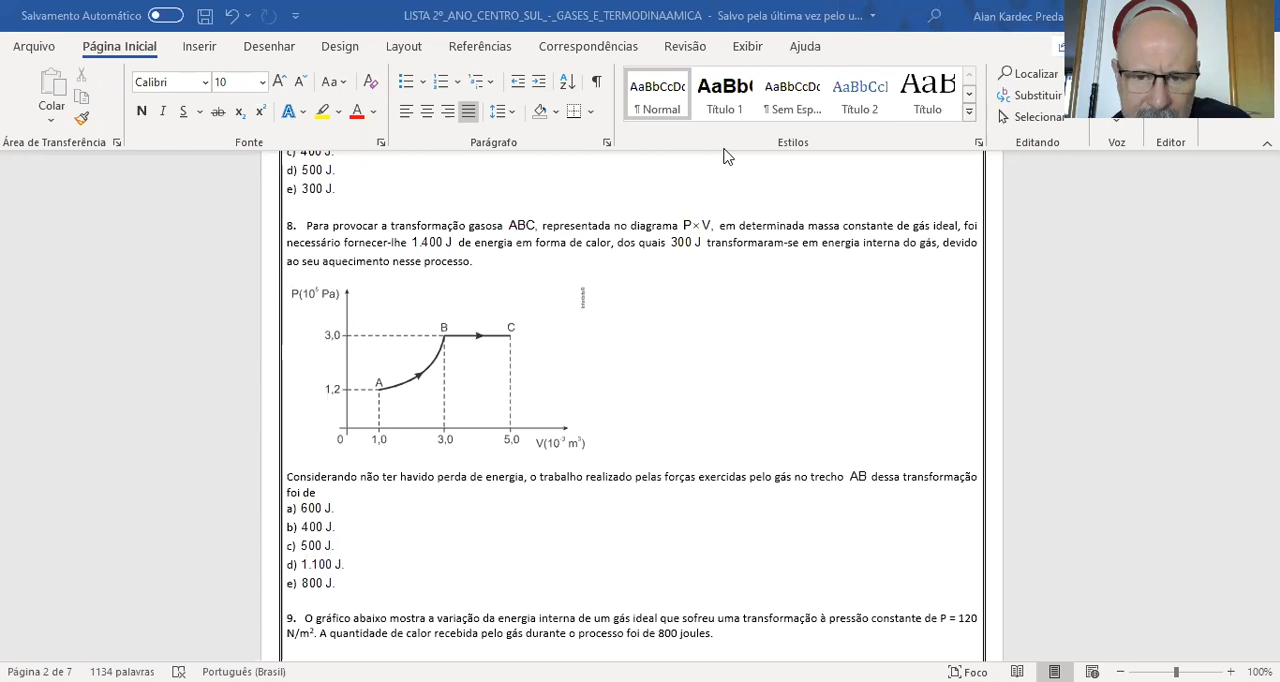 Salvamento Automático
LISTA 2º_ANO_CENTRO_SUL_-_GASES_E_TERMODINAAMICA - Salvo pela última vez pelo u...
Alan Kardec Preda
Arquivo Página Inicial Inserir Desenhar Design Layout Referências Correspondências Revisão Exibir Ajuda
Colar
Calibri 10
Aa
N I S ab x₂ x² A A
AaBbCcDc AaBb( AaBbCcDc AaBbCcI AaB
¶ Normal Título 1 ¶ Sem Esp... Título 2 Título
Localizar
Substituir
Selecionar
Área de Transferência Fonte Parágrafo Estilos Editando Voz Editor
c) 400 J.
d) 500 J.
e) 300 J.
8. Para provocar a transformação gasosa ABC, representada no diagrama P×V, em determinada massa constante de gás ideal, foi
necessário fornecer-lhe 1.400 J de energia em forma de calor, dos quais 300 J transformaram-se em energia interna do gás, devido
ao seu aquecimento nesse processo.
P(10⁵ Pa)
B C
3,0
A
1,2
0 1,0 3,0 5,0 V(10⁻³ m³)
Considerando não ter havido perda de energia, o trabalho realizado pelas forças exercidas pelo gás no trecho AB dessa transformação
foi de
a) 600 J.
b) 400 J.
c) 500 J.
d) 1.100 J.
e) 800 J.
9. O gráfico abaixo mostra a variação da energia interna de um gás ideal que sofreu uma transformação à pressão constante de P = 120
N/m². A quantidade de calor recebida pelo gás durante o processo foi de 800 joules.
Página 2 de 7 1134 palavras Português (Brasil) Foco 100%